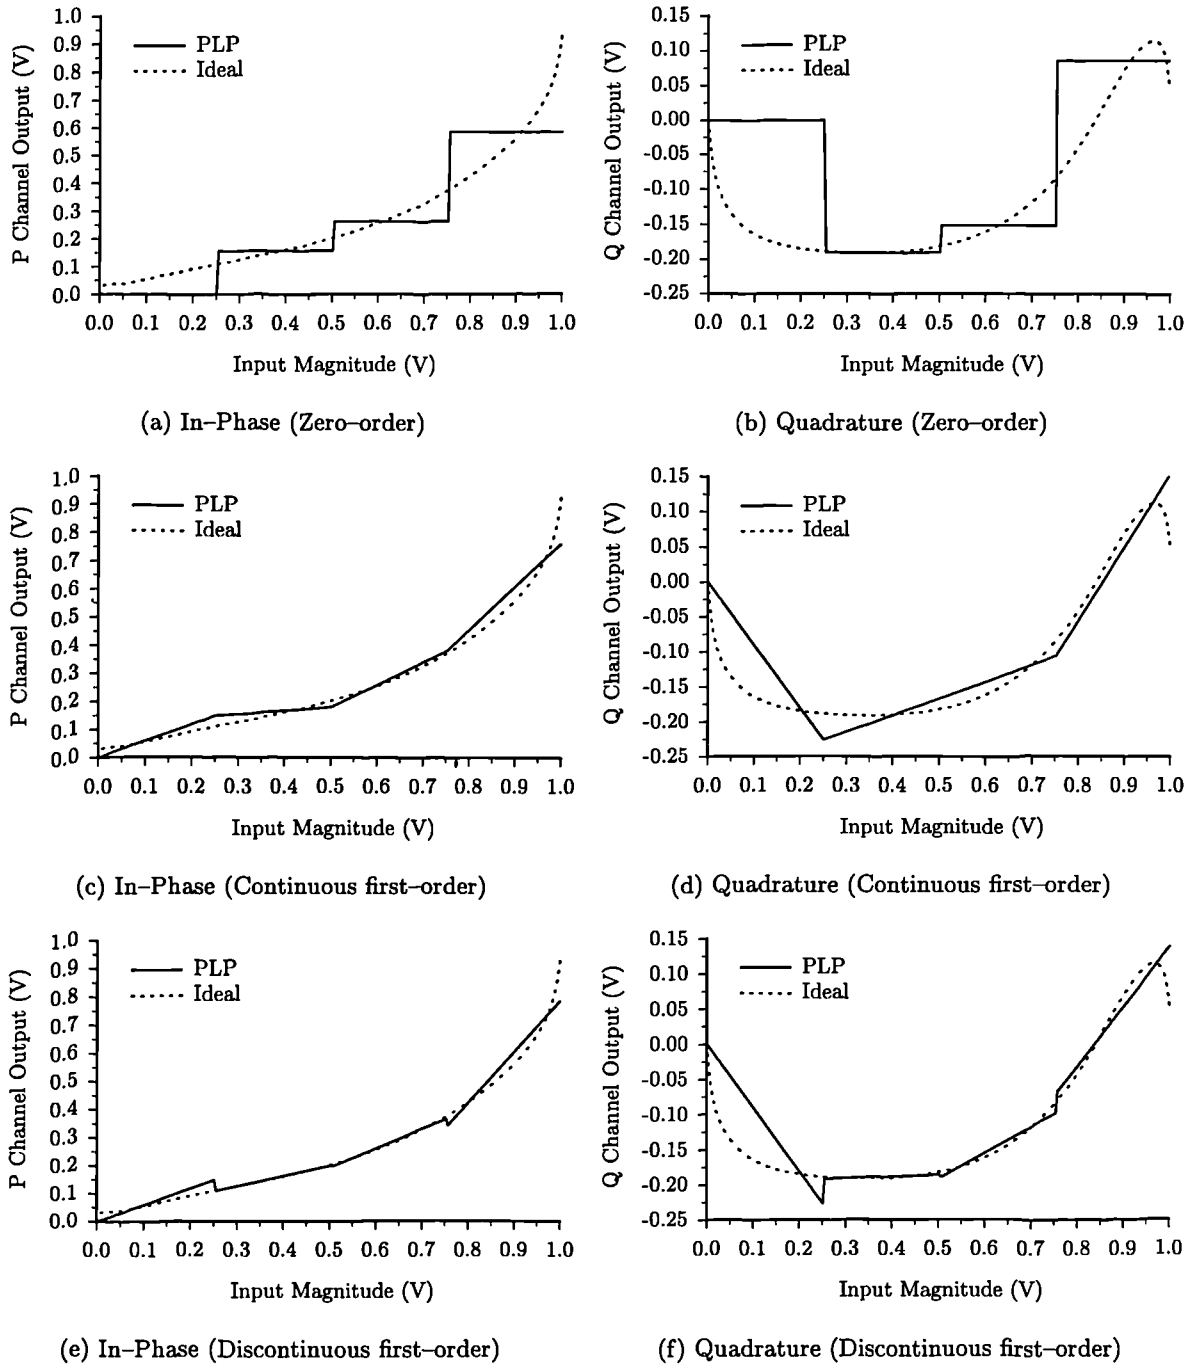 1.0
0.9
0.8
0.7
0.6
0.5
0.4
0.3
0.2
0.1
0.0
P Channel Output (V)
PLP
Ideal
0.0 0.1 0.2 0.3 0.4 0.5 0.6 0.7 0.8 0.9 1.0
Input Magnitude (V)
(a) In–Phase (Zero–order)
0.15
0.10
0.05
0.00
-0.05
-0.10
-0.15
-0.20
-0.25
Q Channel Output (V)
PLP
Ideal
0.0 0.1 0.2 0.3 0.4 0.5 0.6 0.7 0.8 0.9 1.0
Input Magnitude (V)
(b) Quadrature (Zero–order)
1.0
0.9
0.8
0.7
0.6
0.5
0.4
0.3
0.2
0.1
0.0
P Channel Output (V)
PLP
Ideal
0.0 0.1 0.2 0.3 0.4 0.5 0.6 0.7 0.8 0.9 1.0
Input Magnitude (V)
(c) In–Phase (Continuous first–order)
0.15
0.10
0.05
0.00
-0.05
-0.10
-0.15
-0.20
-0.25
Q Channel Output (V)
PLP
Ideal
0.0 0.1 0.2 0.3 0.4 0.5 0.6 0.7 0.8 0.9 1.0
Input Magnitude (V)
(d) Quadrature (Continuous first–order)
1.0
0.9
0.8
0.7
0.6
0.5
0.4
0.3
0.2
0.1
0.0
P Channel Output (V)
PLP
Ideal
0.0 0.1 0.2 0.3 0.4 0.5 0.6 0.7 0.8 0.9 1.0
Input Magnitude (V)
(e) In–Phase (Discontinuous first–order)
0.15
0.10
0.05
0.00
-0.05
-0.10
-0.15
-0.20
-0.25
Q Channel Output (V)
PLP
Ideal
0.0 0.1 0.2 0.3 0.4 0.5 0.6 0.7 0.8 0.9 1.0
Input Magnitude (V)
(f) Quadrature (Discontinuous first–order)